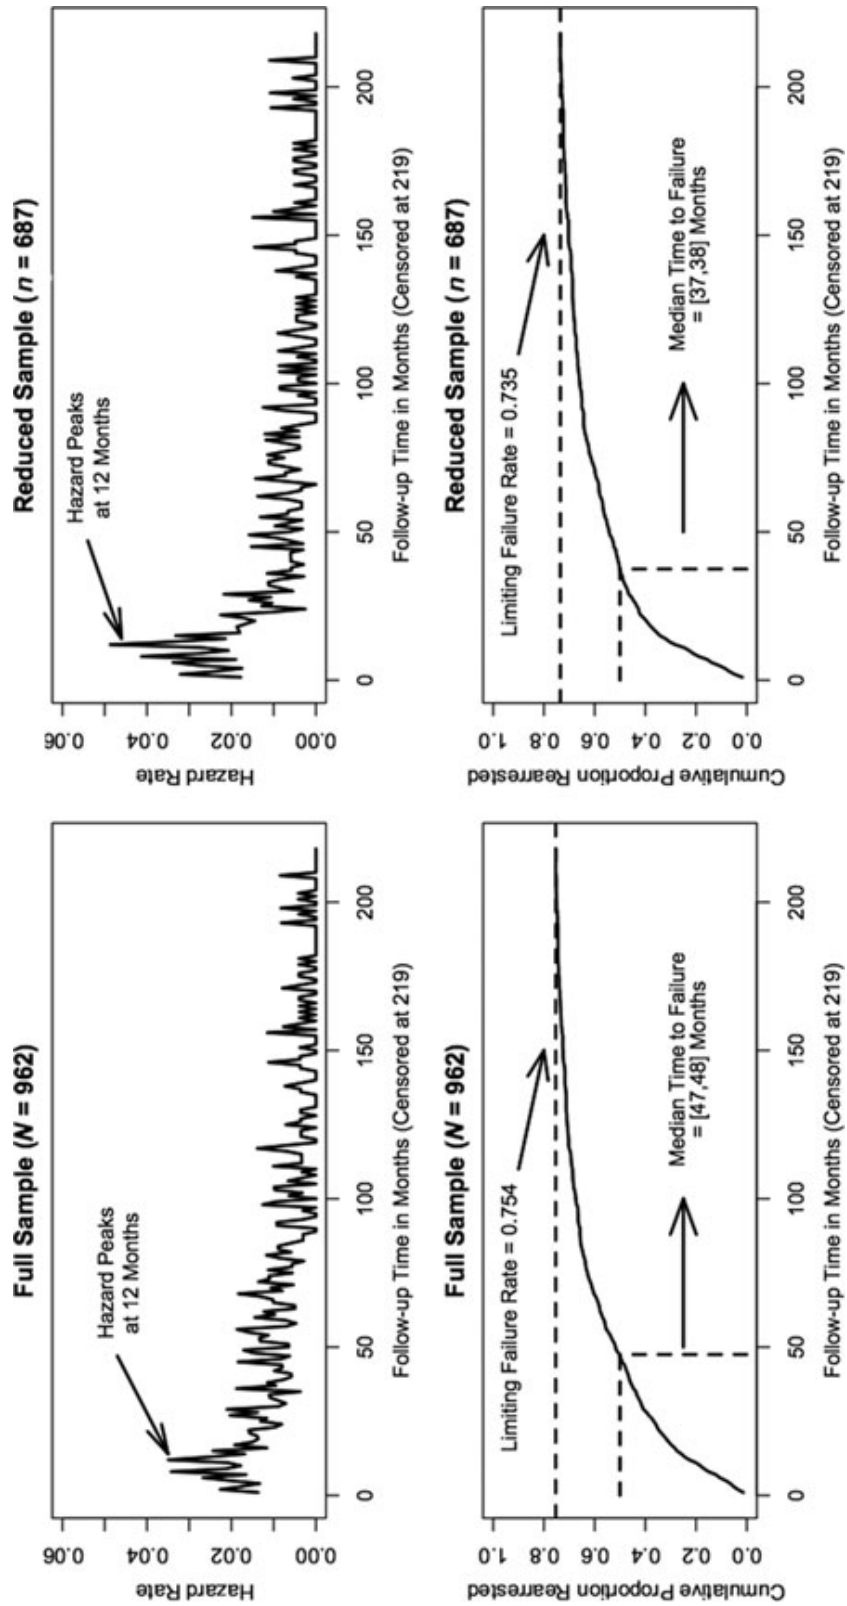 Full Sample (N = 962)
Hazard Rate
0.06
0.04
0.02
0.00
Hazard Peaks
at 12 Months
0
50
100
150
200
Follow-up Time in Months (Censored at 219)
Reduced Sample (n = 687)
Hazard Rate
0.06
0.04
0.02
0.00
Hazard Peaks
at 12 Months
0
50
100
150
200
Follow-up Time in Months (Censored at 219)
Full Sample (N = 962)
Cumulative Proportion Rearrested
1.0
0.8
0.6
0.4
0.2
0.0
Limiting Failure Rate = 0.754
Median Time to Failure
= [47,48] Months
0
50
100
150
200
Follow-up Time in Months (Censored at 219)
Reduced Sample (n = 687)
Cumulative Proportion Rearrested
1.0
0.8
0.6
0.4
0.2
0.0
Limiting Failure Rate = 0.735
Median Time to Failure
= [37,38] Months
0
50
100
150
200
Follow-up Time in Months (Censored at 219)